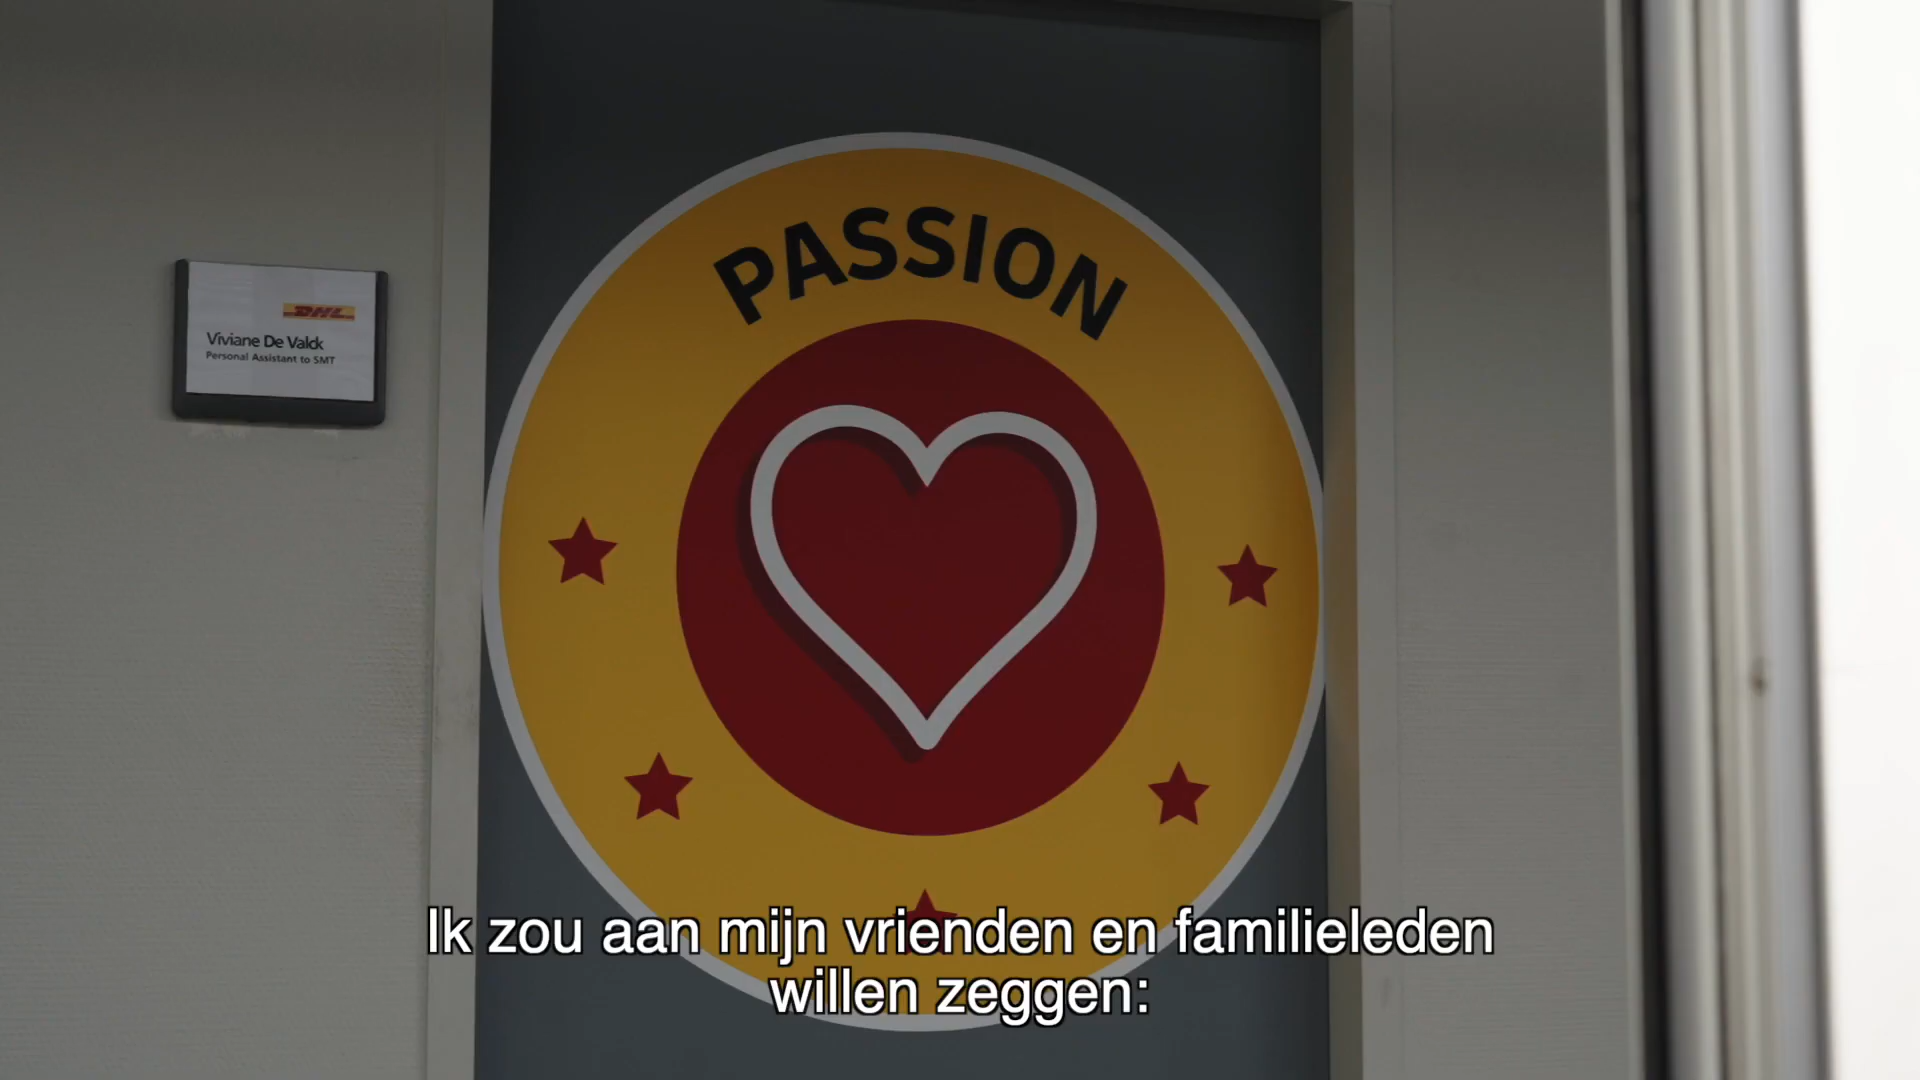 PASSION
DHL
Viviane De Valck
Personal Assistant to SMT
Ik zou aan mijn vrienden en familieleden
willen zeggen: